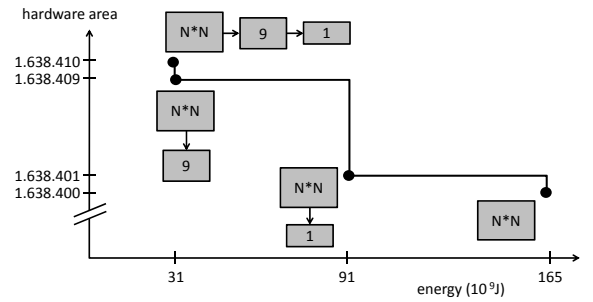 hardware area
N*N 9 1
1.638.410
1.638.409
N*N
9
1.638.401
1.638.400
N*N
N*N
1
31 91 165
energy (10⁹J)